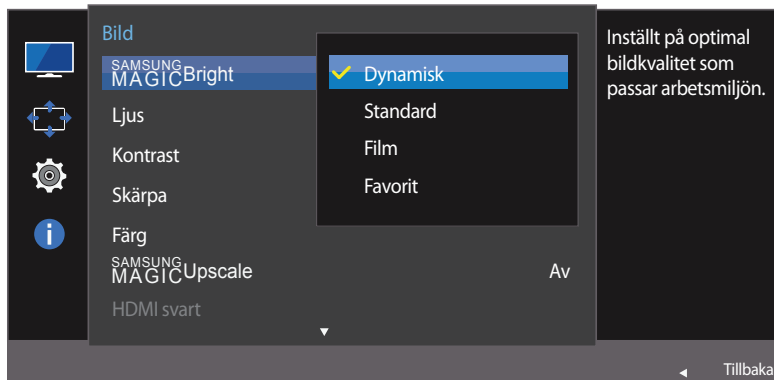 Bild
SAMSUNG
MAGICBright
Ljus
Kontrast
Skärpa
Färg
SAMSUNG
MAGICUpscale Av
HDMI svart
Dynamisk
Standard
Film
Favorit
Inställt på optimal
bildkvalitet som
passar arbetsmiljön.
Tillbaka